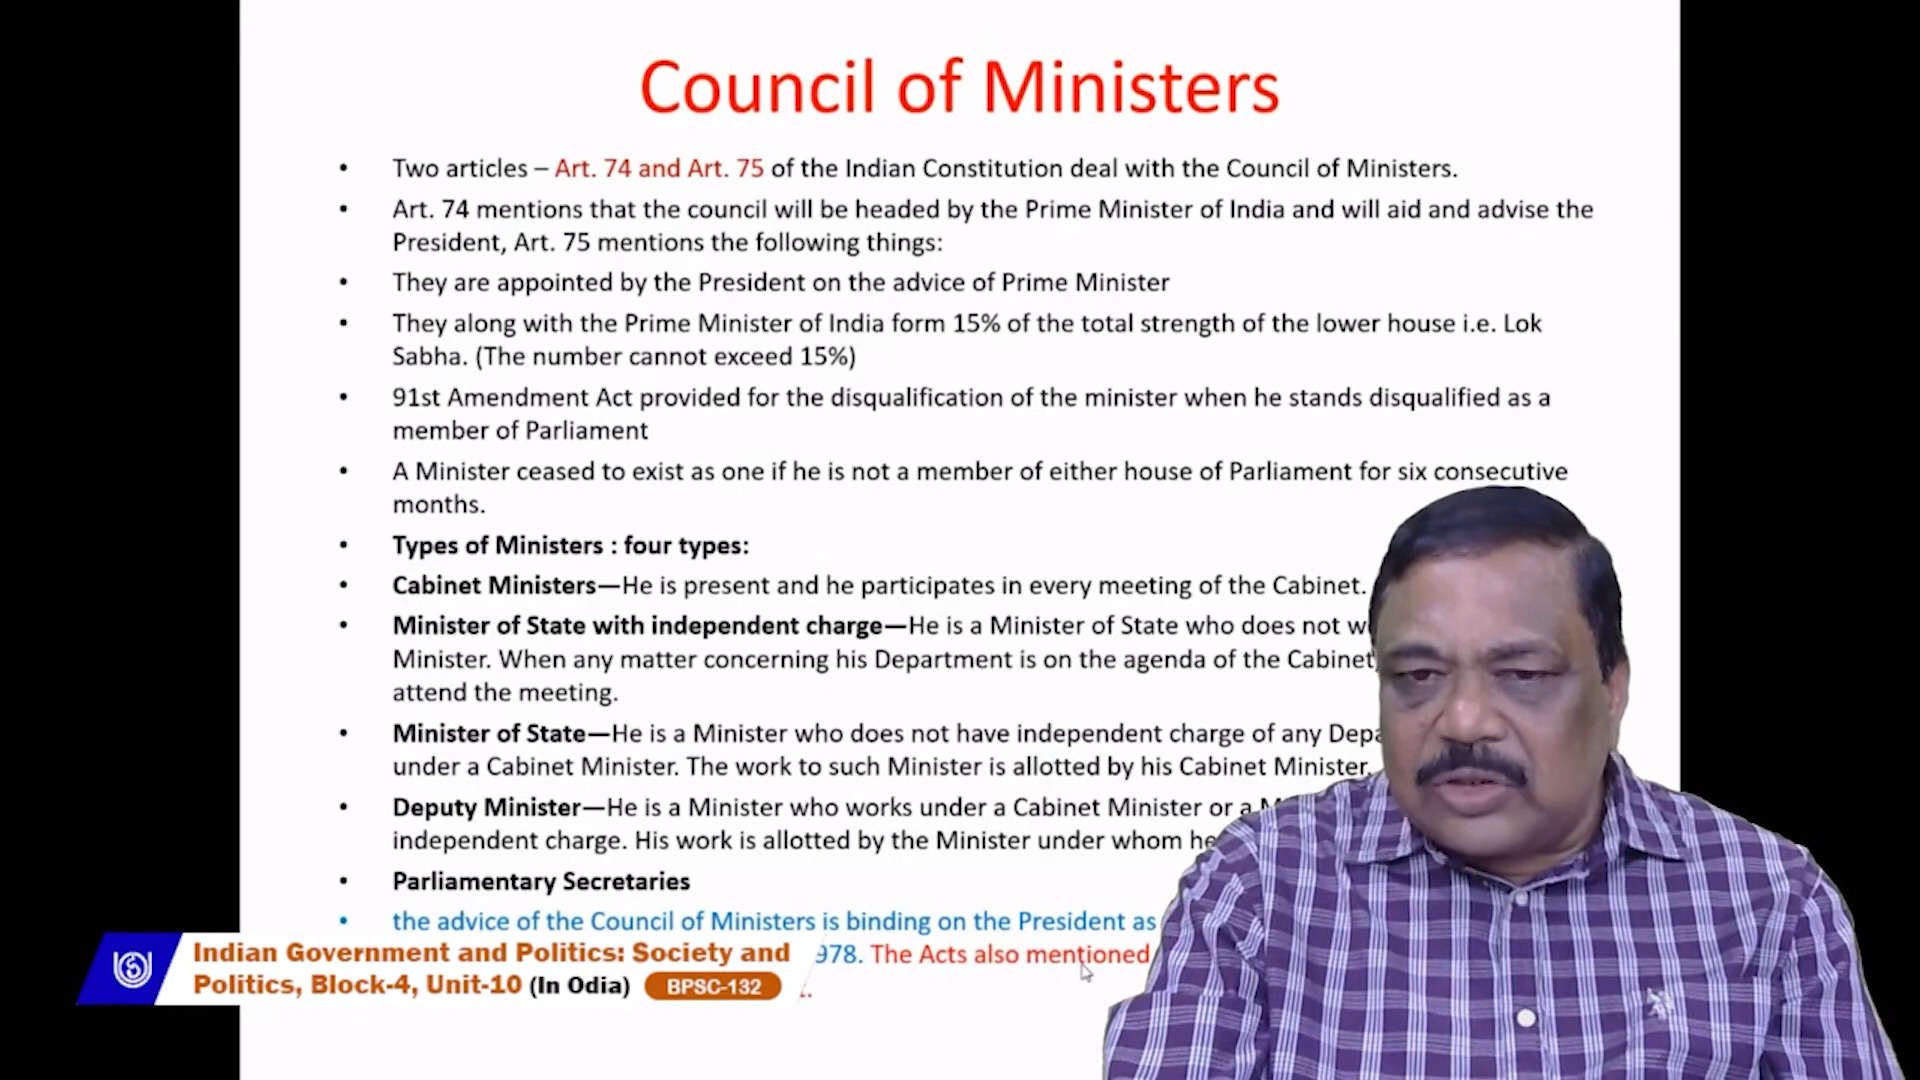 Council of Ministers
• Two articles – Art. 74 and Art. 75 of the Indian Constitution deal with the Council of Ministers.
• Art. 74 mentions that the council will be headed by the Prime Minister of India and will aid and advise the
President, Art. 75 mentions the following things:
• They are appointed by the President on the advice of Prime Minister
• They along with the Prime Minister of India form 15% of the total strength of the lower house i.e. Lok
Sabha. (The number cannot exceed 15%)
• 91st Amendment Act provided for the disqualification of the minister when he stands disqualified as a
member of Parliament
• A Minister ceased to exist as one if he is not a member of either house of Parliament for six consecutive
months.
• Types of Ministers : four types:
• Cabinet Ministers—He is present and he participates in every meeting of the Cabinet.
• Minister of State with independent charge—He is a Minister of State who does not
Minister. When any matter concerning his Department is on the agenda of the Cabinet,
attend the meeting.
• Minister of State—He is a Minister who does not have independent charge of any
under a Cabinet Minister. The work to such Minister is allotted by his Cabinet Minister.
• Deputy Minister—He is a Minister who works under a Cabinet Minister or a
independent charge. His work is allotted by the Minister under whom he
• Parliamentary Secretaries
• the advice of the Council of Ministers is binding on the President as
978. The Acts also mentioned
Indian Government and Politics: Society and
Politics, Block-4, Unit-10 (In Odia) BPSC-132